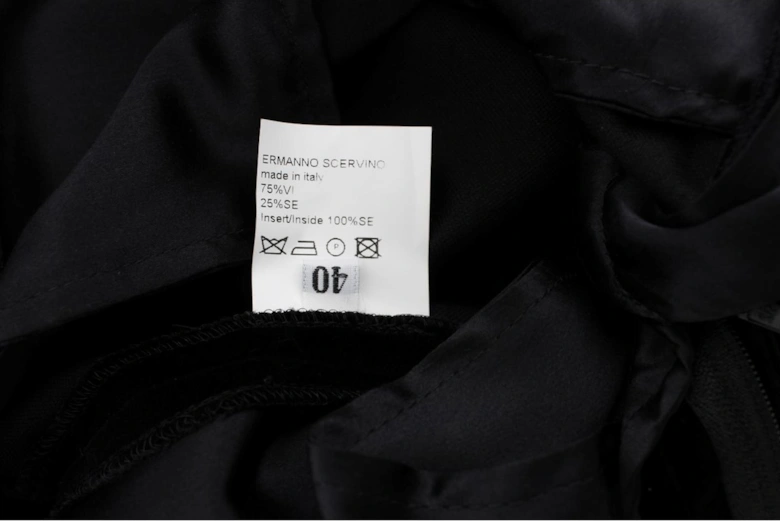 ERMANNO SCERVINO
made in italy
75%VI
25%SE
Insert/Inside 100%SE
P
40